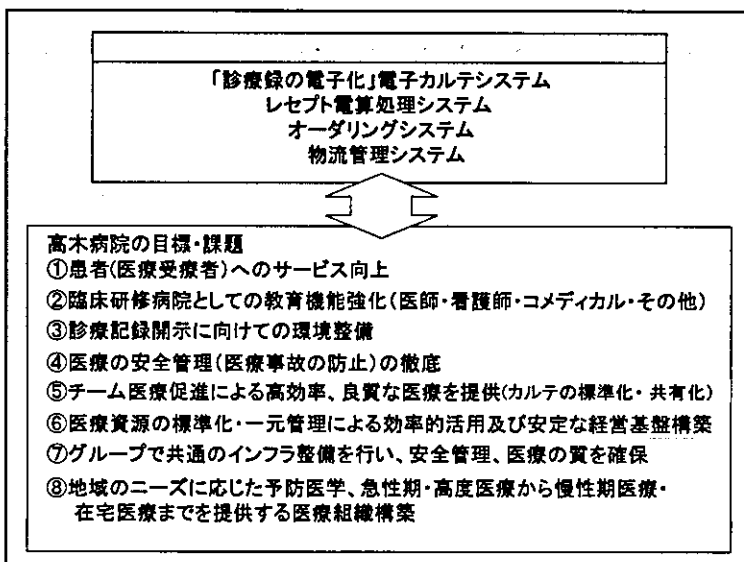 「診療録の電子化」電子カルテシステム
レセプト電算処理システム
オーダリングシステム
物流管理システム
高木病院の目標・課題
①患者(医療受療者)へのサービス向上
②臨床研修病院としての教育機能強化(医師・看護師・コメディカル・その他)
③診療記録開示に向けての環境整備
④医療の安全管理(医療事故の防止)の徹底
⑤チーム医療促進による高効率、良質な医療を提供(カルテの標準化・共有化)
⑥医療資源の標準化・一元管理による効率的活用及び安定な経営基盤構築
⑦グループで共通のインフラ整備を行い、安全管理、医療の質を確保
⑧地域のニーズに応じた予防医学、急性期・高度医療から慢性期医療・
在宅医療までを提供する医療組織構築